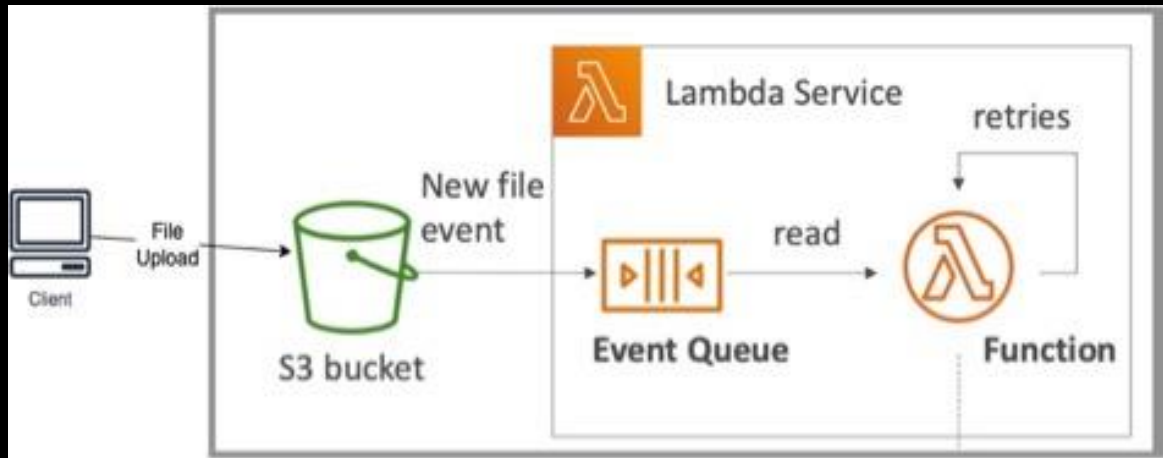 Lambda Service
retries
New file
event
read
File
Upload
Client
S3 bucket
Event Queue
Function